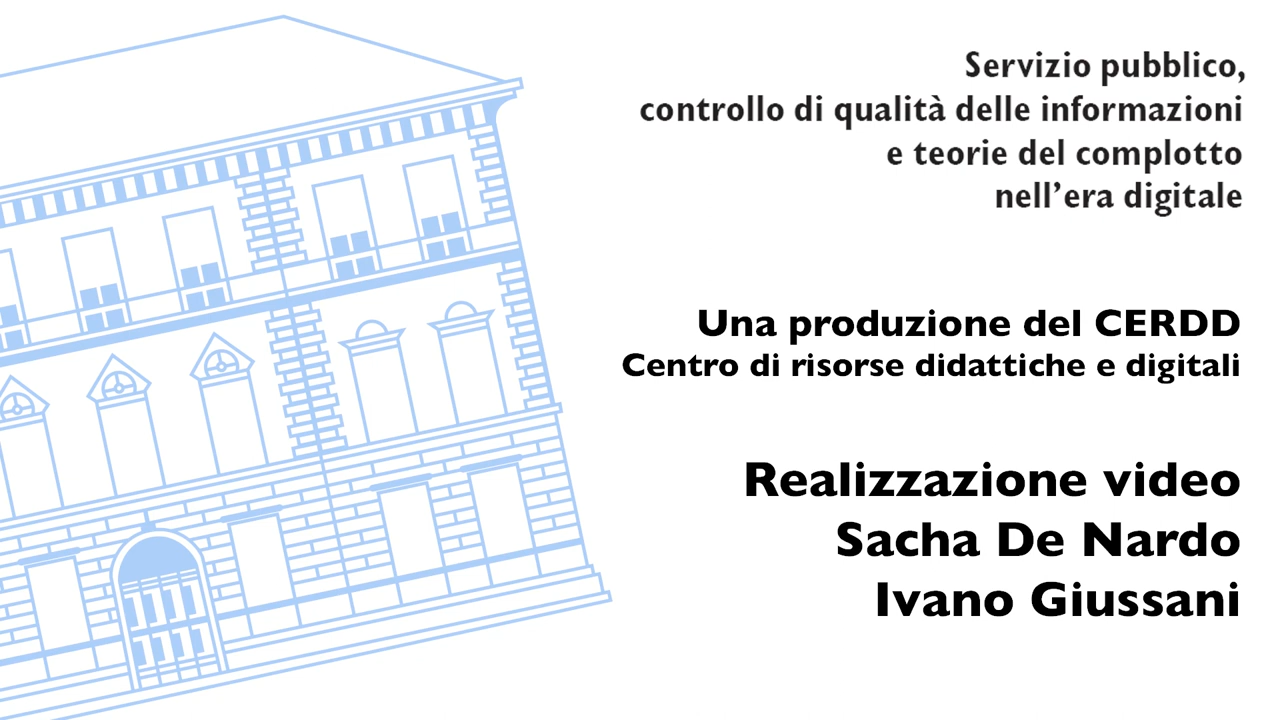 Servizio pubblico,
controllo di qualità delle informazioni
e teorie del complotto
nell’era digitale
Una produzione del CERDD
Centro di risorse didattiche e digitali
Realizzazione video
Sacha De Nardo
Ivano Giussani